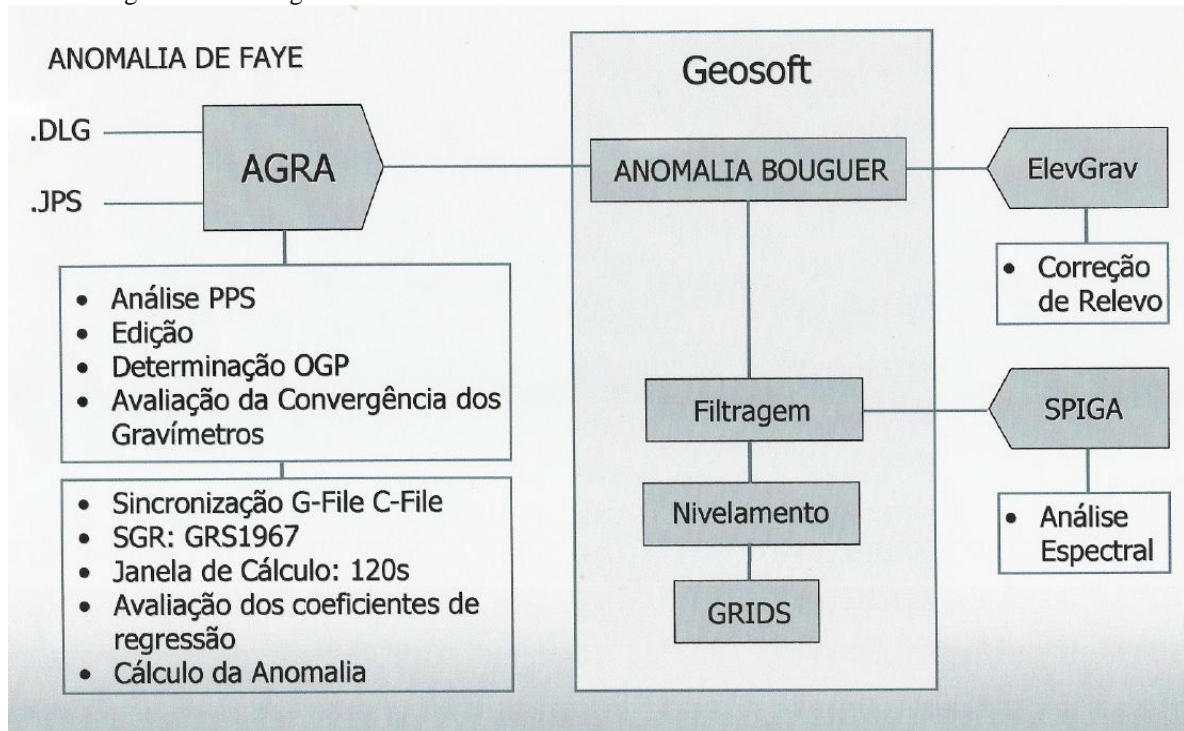 ANOMALIA DE FAYE
.DLG
.JPS
AGRA
• Análise PPS
• Edição
• Determinação OGP
• Avaliação da Convergência dos
Gravímetros
• Sincronização G-File C-File
• SGR: GRS1967
• Janela de Cálculo: 120s
• Avaliação dos coeficientes de
regressão
• Cálculo da Anomalia
Geosoft
ANOMALIA BOUGUER
Filtragem
Nivelamento
GRIDS
ElevGrav
• Correção
de Relevo
SPIGA
• Análise
Espectral